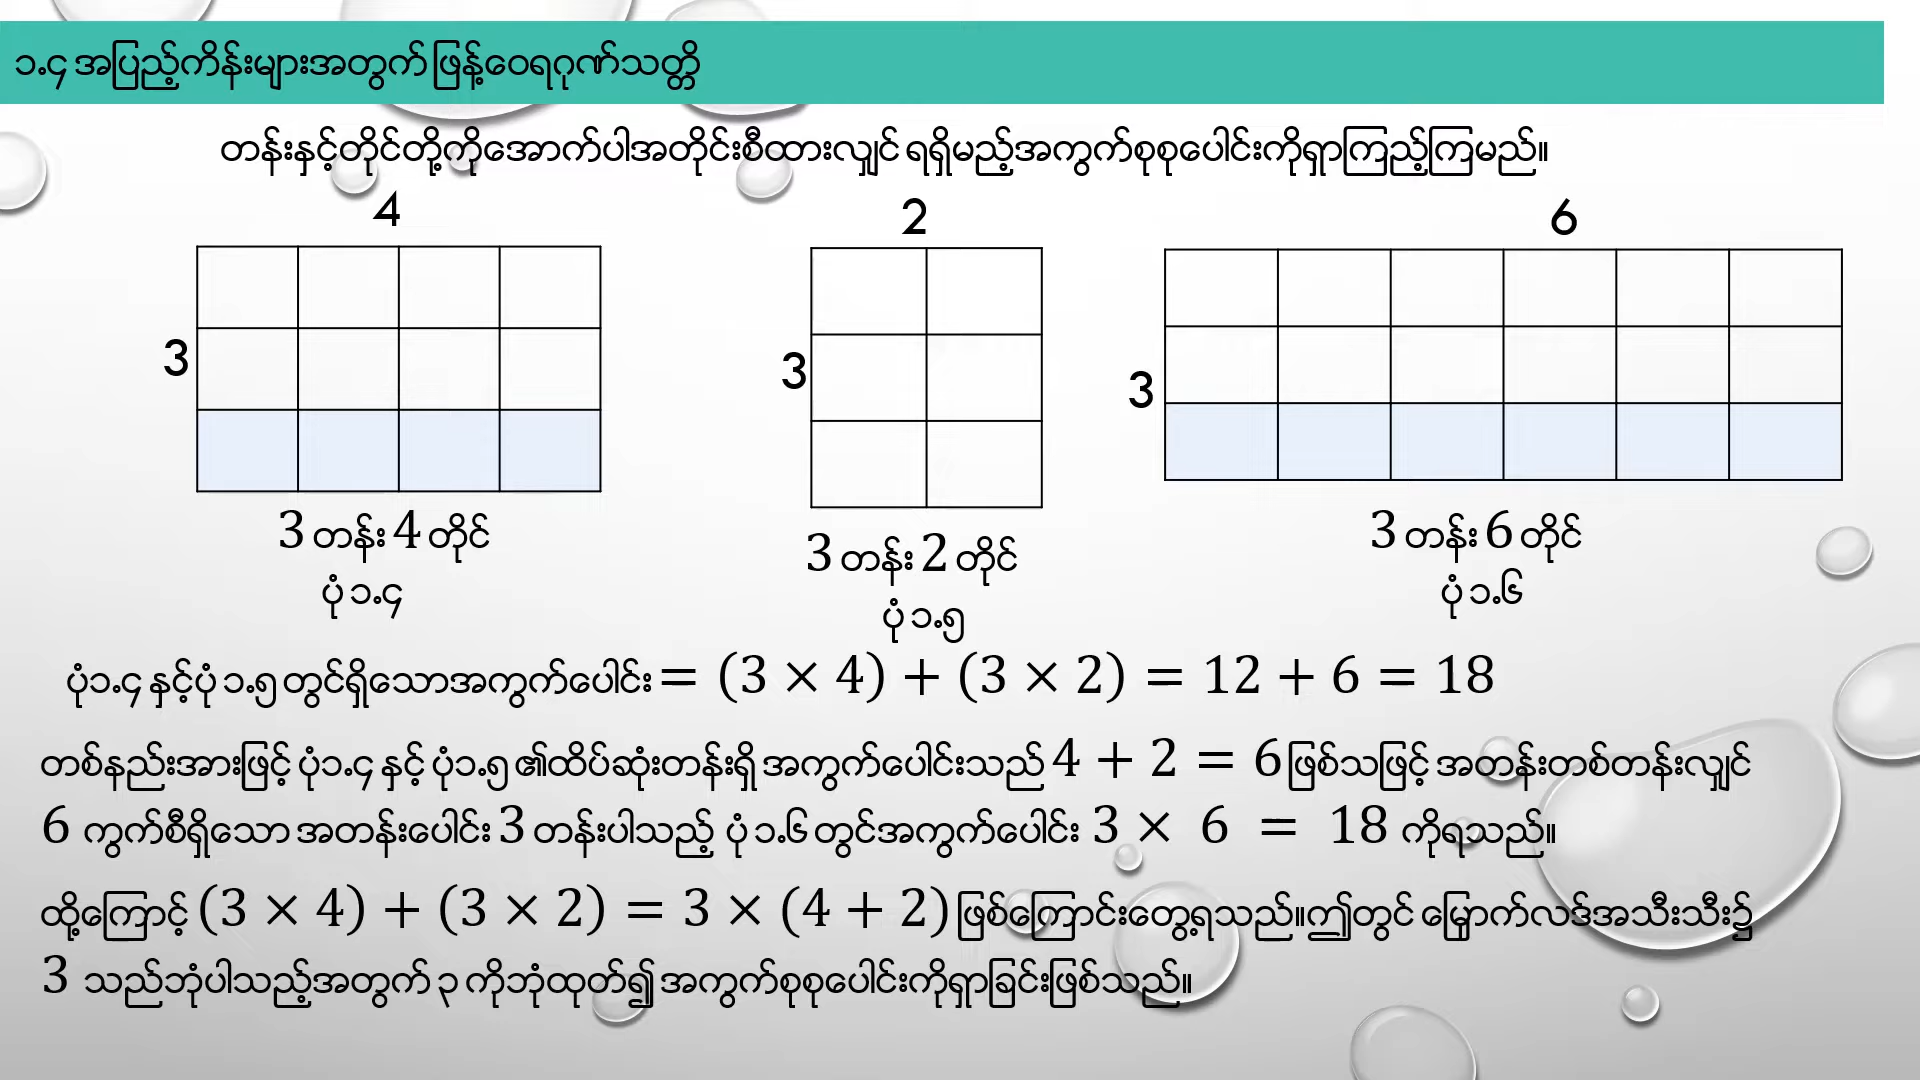 ၁.၄ အပြည့်ကိန်းများအတွက် ဖြန့်ဝေရဂုဏ်သတ္တိ
တန်းနှင့်တိုင်တို့ကိုအောက်ပါအတိုင်းစီထားလျှင် ရရှိမည့်အကွက်စုစုပေါင်းကိုရှာကြည့်ကြမည်။
4
2
6
3
3
3
3 တန်း 4 တိုင်
3 တန်း 2 တိုင်
3 တန်း 6 တိုင်
ပုံ ၁.၄
ပုံ ၁.၅
ပုံ ၁.၆
ပုံ၁.၄ နှင့်ပုံ ၁.၅ တွင်ရှိသောအကွက်ပေါင်း = (3 × 4) + (3 × 2) = 12 + 6 = 18
တစ်နည်းအားဖြင့် ပုံ၁.၄ နှင့် ပုံ၁.၅ ၏ထိပ်ဆုံးတန်းရှိ အကွက်ပေါင်းသည် 4 + 2 = 6 ဖြစ်သဖြင့် အတန်းတစ်တန်းလျှင်
6 ကွက်စီရှိသော အတန်းပေါင်း 3 တန်းပါသည့် ပုံ ၁.၆ တွင်အကွက်ပေါင်း 3 × 6 = 18 ကိုရသည်။
ထို့ကြောင့် (3 × 4) + (3 × 2) = 3 × (4 + 2) ဖြစ်ကြောင်းတွေ့ရသည်။ဤတွင် မြှောက်လဒ်အသီးသီး၌
3 သည်ဘုံပါသည့်အတွက် ၃ ကိုဘုံထုတ်၍ အကွက်စုစုပေါင်းကိုရှာခြင်းဖြစ်သည်။